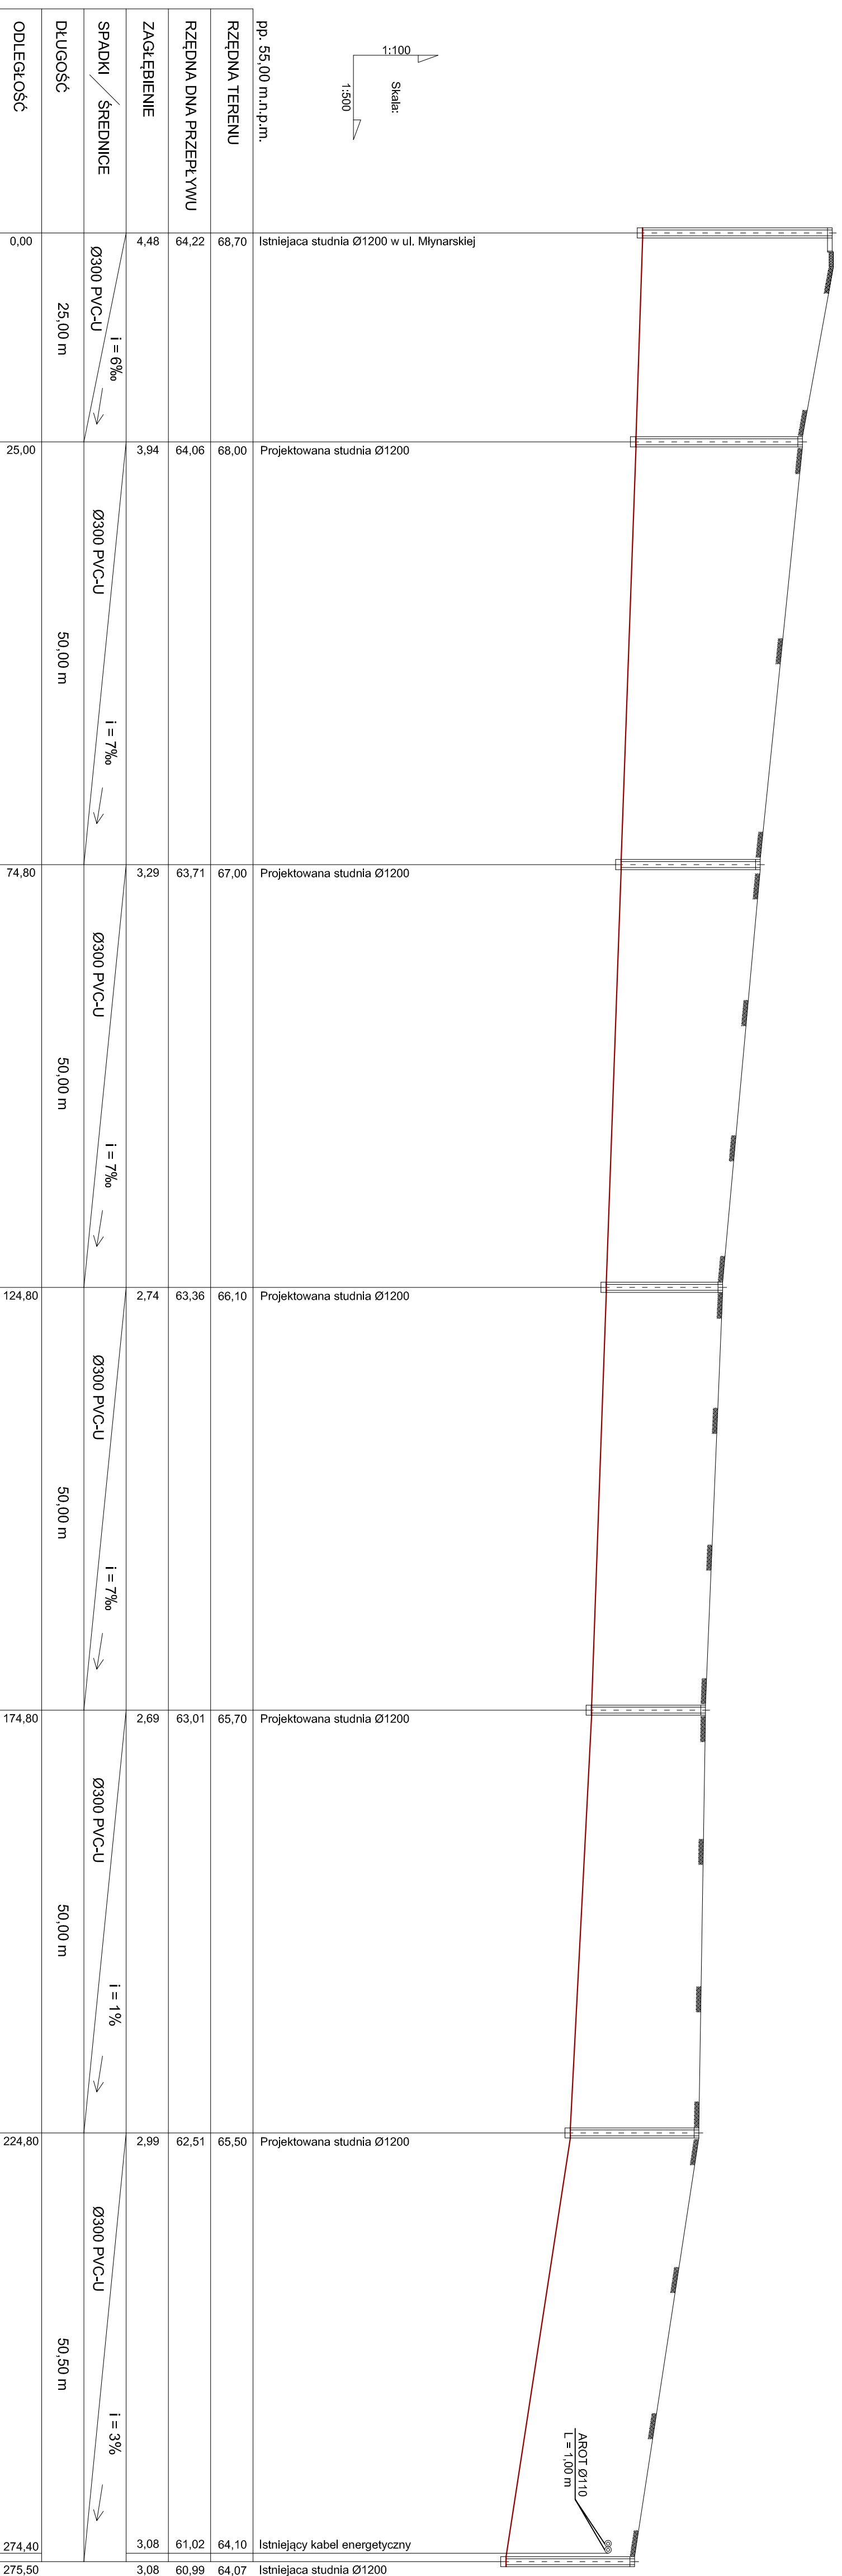 Skala:
1:100
1:500
pp. 55,00 m.n.p.m.
RZĘDNA TERENU
68,70
68,00
67,00
66,10
65,70
65,50
64,10
64,07
RZĘDNA DNA PRZEPŁYWU
64,22
64,06
63,71
63,36
63,01
62,51
61,02
60,99
ZAGŁĘBIENIE
4,48
3,94
3,29
2,74
2,69
2,99
3,08
3,08
SPADKI / ŚREDNICE
Ø300 PVC-U
i = 6‰
Ø300 PVC-U
i = 7‰
Ø300 PVC-U
i = 7‰
Ø300 PVC-U
i = 7‰
Ø300 PVC-U
i = 1%
Ø300 PVC-U
i = 3%
DŁUGOŚĆ
25,00 m
50,00 m
50,00 m
50,00 m
50,00 m
50,50 m
ODLEGŁOŚĆ
0,00
25,00
74,80
124,80
174,80
224,80
274,40
275,50
Istniejaca studnia Ø1200 w ul. Młynarskiej
Projektowana studnia Ø1200
Projektowana studnia Ø1200
Projektowana studnia Ø1200
Projektowana studnia Ø1200
Projektowana studnia Ø1200
Istniejący kabel energetyczny
Istniejaca studnia Ø1200
AROT Ø110
L = 1,00 m